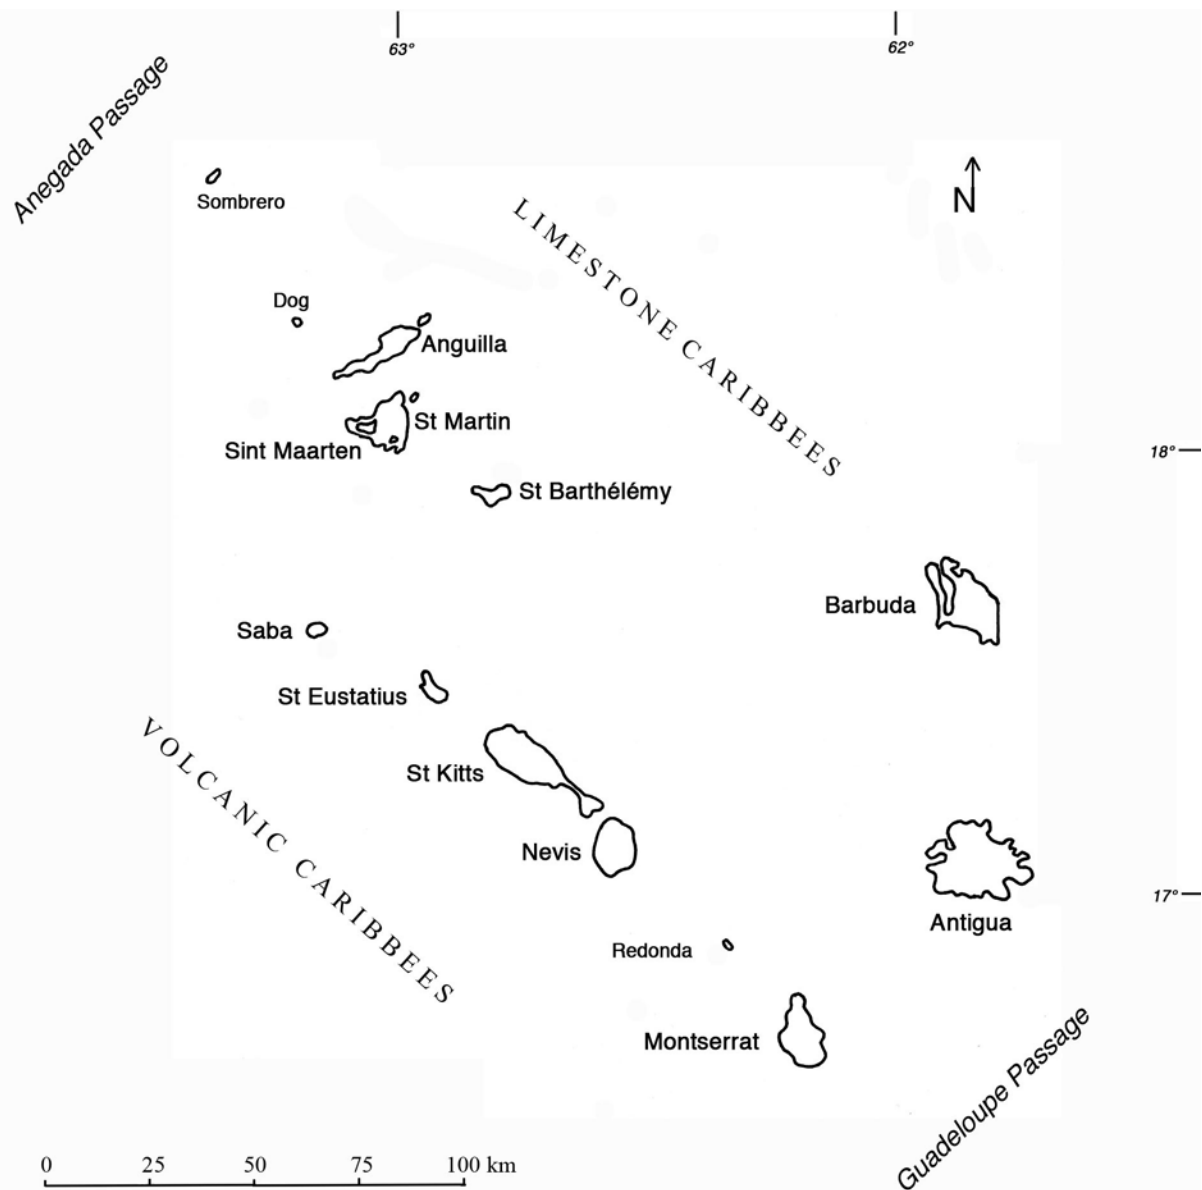 63°
62°
Anegada Passage
N
Sombrero
LIMESTONE CARIBBEES
Dog
Anguilla
St Martin
Sint Maarten
18°
St Barthélémy
Barbuda
Saba
St Eustatius
VOLCANIC CARIBBEES
St Kitts
Nevis
17°
Antigua
Redonda
Montserrat
Guadeloupe Passage
0 25 50 75 100 km